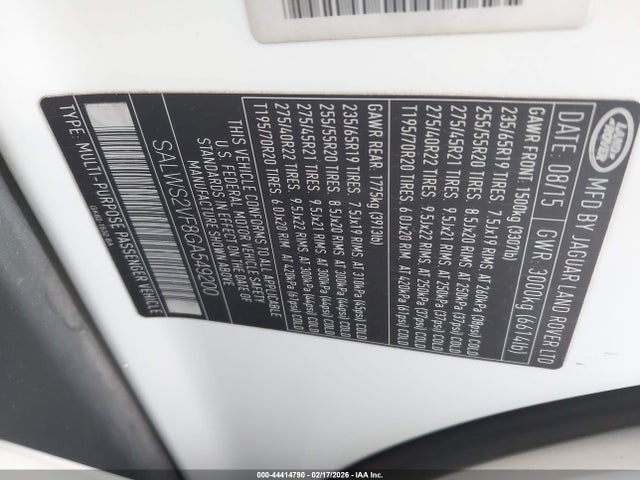 LAND
ROVER
MFD BY JAGUAR LAND ROVER LTD
DATE: 08/15 GWR 3000kg (6614lb)
GAWR FRONT 1500kg (3307lb)
235/65R19 TIRES. 7.5Jx19 RIMS. AT 260kPa (38psi) COLD
255/55R20 TIRES. 8.5Jx20 RIMS. AT 250kPa (37psi) COLD
275/45R21 TIRES. 9.5Jx21 RIMS. AT 250kPa (37psi) COLD
275/40R22 TIRES. 9.5Jx22 RIMS. AT 250kPa (37psi) COLD
T195/70R20 TIRES. 6.0Jx20 RIM. AT 420kPa (61psi) COLD
GAWR REAR: 1775kg (3913lb)
235/65R19 TIRES. 7.5Jx19 RIMS. AT 310kPa (45psi) COLD
255/55R20 TIRES. 8.5Jx20 RIMS. AT 300kPa (44psi) COLD
275/45R21 TIRES. 9.5Jx21 RIMS. AT 300kPa (44psi) COLD
275/40R22 TIRES. 9.5Jx22 RIMS. AT 300kPa (44psi) COLD
T195/70R20 TIRES. 6.0Jx20 RIM. AT 420kPa (61psi) COLD
THIS VEHICLE CONFORMS TO ALL APPLICABLE
U.S. FEDERAL MOTOR VEHICLE SAFETY
STANDARDS IN EFFECT ON THE DATE OF
MANUFACTURE SHOWN ABOVE.
SALWS2VF8GA549200
TYPE: MULTI-PURPOSE PASSENGER VEHICLE
000-44414790 - 02/17/2026 - IAA Inc.